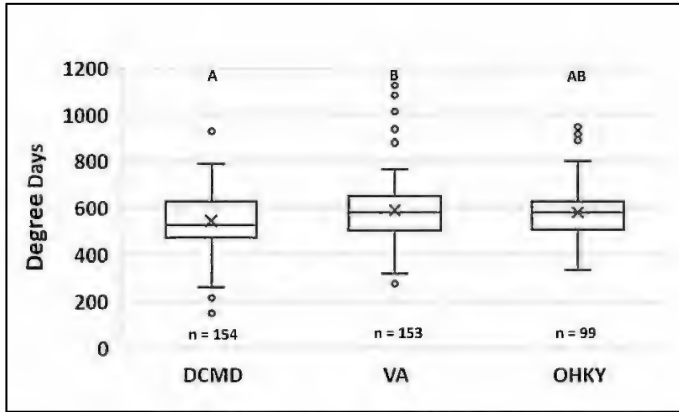 1200
1000
800
600
400
200
0
Degree Days
A B AB
n = 154 n = 153 n = 99
DCMD VA OHKY